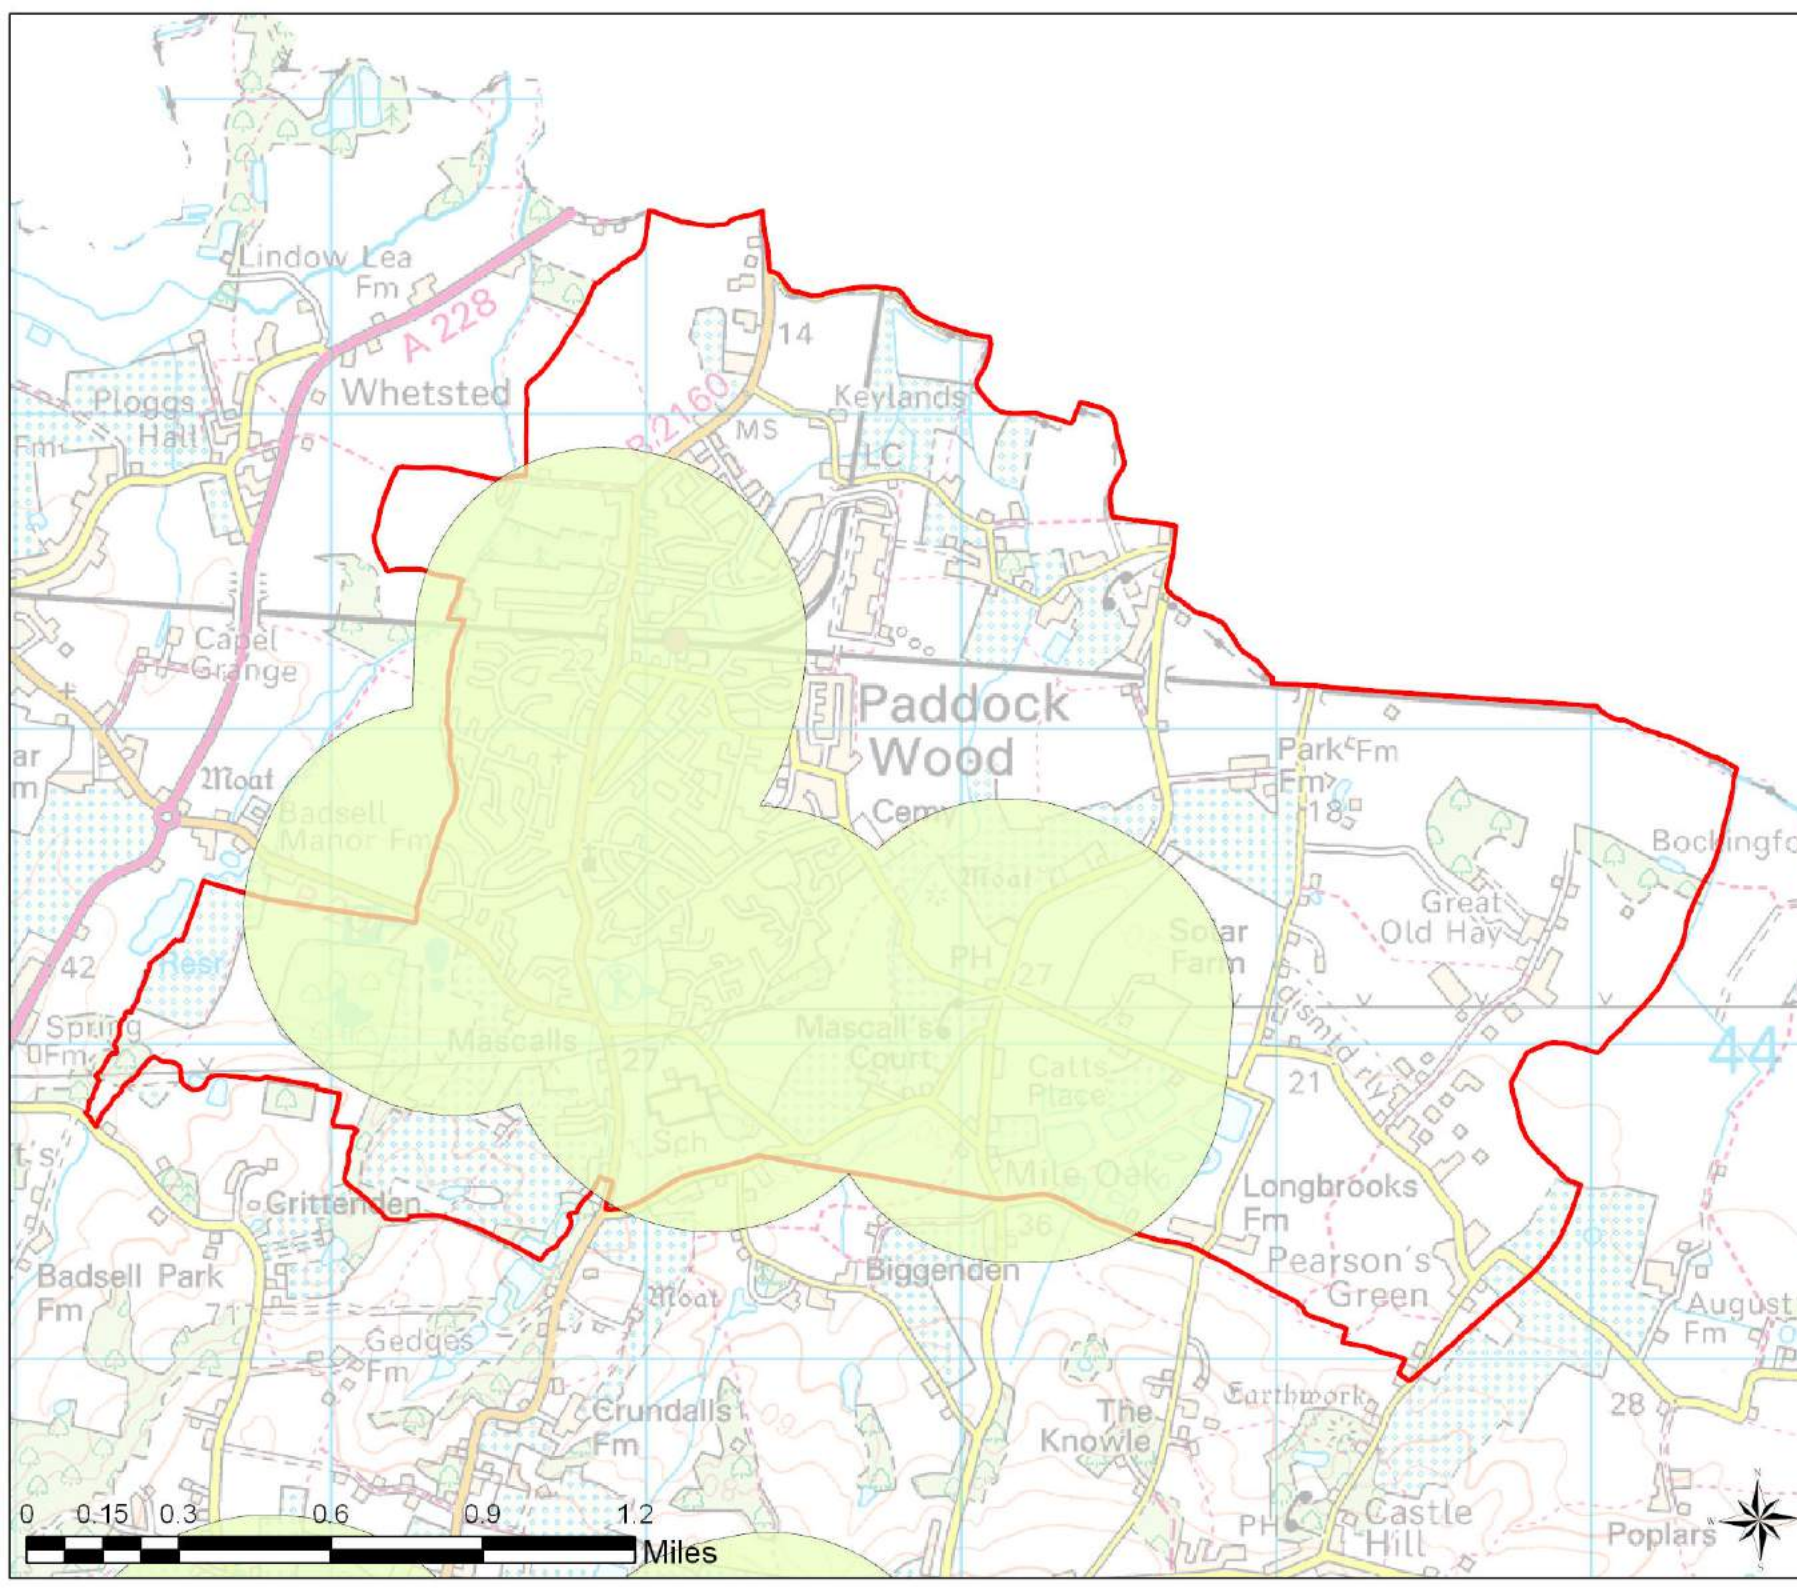 Lindow Lea
Fm
A 228
Whetsted
Ploggs
Hall
Fm
14
B 2160
MS
Keylands
LC
Capel
Grange
22
Paddock
Wood
Park Fm
Fm
18
Cemy
ar
m
Moat
Badsell
Manor Fm
Bockingfo
Moat
Great
Old Hay
Solar
Farm
PH
27
42
Resr
dismtd rly
Spring
Fm
Mascalls
27
Mascall's
Court
Catts
Place
21
44
t's
Sch
Mile Oak
Crittenden
Longbrooks
Fm
36
Badsell Park
Fm
71
Biggenden
Moat
Pearson's
Green
August
Fm
Gedges
Fm
Crundalls
Fm
The
Knowle
Earthwork
28
PH
Castle
Hill
Poplars
0 0.15 0.3 0.6 0.9 1.2
Miles
N
W
S